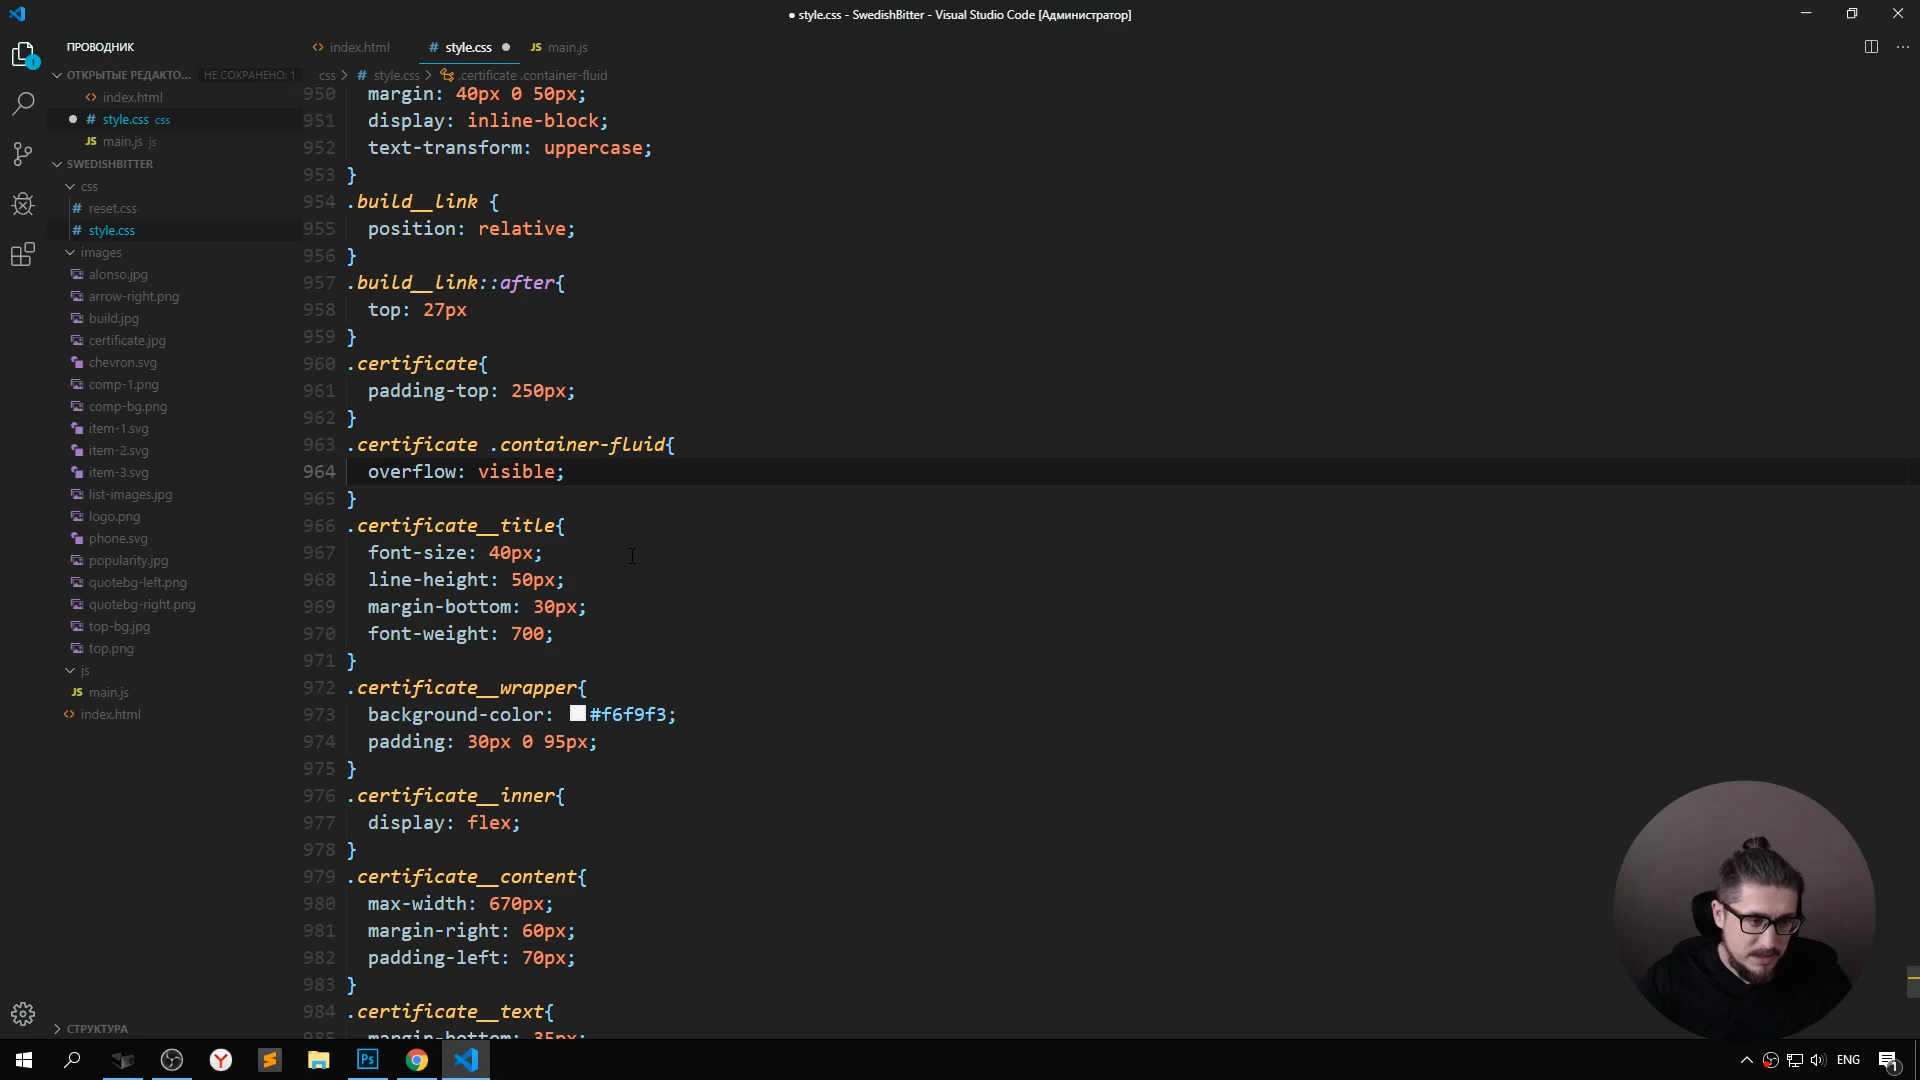 ● style.css - SwedishBitter - Visual Studio Code [Администратор]
ПРОВОДНИК
ОТКРЫТЫЕ РЕДАКТО... НЕ СОХРАНЕНО: 1
index.html
style.css css
main.js js
SWEDISHBITTER
css
reset.css
style.css
images
alonso.jpg
arrow-right.png
build.jpg
certificate.jpg
chevron.svg
comp-1.png
comp-bg.png
item-1.svg
item-2.svg
item-3.svg
list-images.jpg
logo.png
phone.svg
popularity.jpg
quotebg-left.png
quotebg-right.png
top-bg.jpg
top.png
js
main.js
index.html
СТРУКТУРА
index.html # style.css ● JS main.js
css > # style.css > .certificate .container-fluid
950 margin: 40px 0 50px;
951 display: inline-block;
952 text-transform: uppercase;
953 }
954 .build__link {
955 position: relative;
956 }
957 .build__link::after{
958 top: 27px
959 }
960 .certificate{
961 padding-top: 250px;
962 }
963 .certificate .container-fluid{
964 overflow: visible;
965 }
966 .certificate__title{
967 font-size: 40px;
968 line-height: 50px;
969 margin-bottom: 30px;
970 font-weight: 700;
971 }
972 .certificate__wrapper{
973 background-color: #f6f9f3;
974 padding: 30px 0 95px;
975 }
976 .certificate__inner{
977 display: flex;
978 }
979 .certificate__content{
980 max-width: 670px;
981 margin-right: 60px;
982 padding-left: 70px;
983 }
984 .certificate__text{
985 margin-bottom: 35px;
ENG